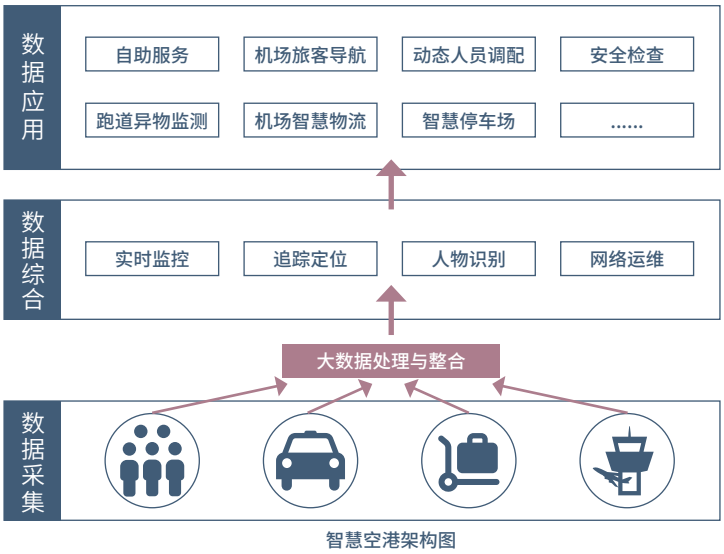 数据应用
自助服务
机场旅客导航
动态人员调配
安全检查
跑道异物监测
机场智慧物流
智慧停车场
......
数据综合
实时监控
追踪定位
人物识别
网络运维
大数据处理与整合
数据采集
智慧空港架构图